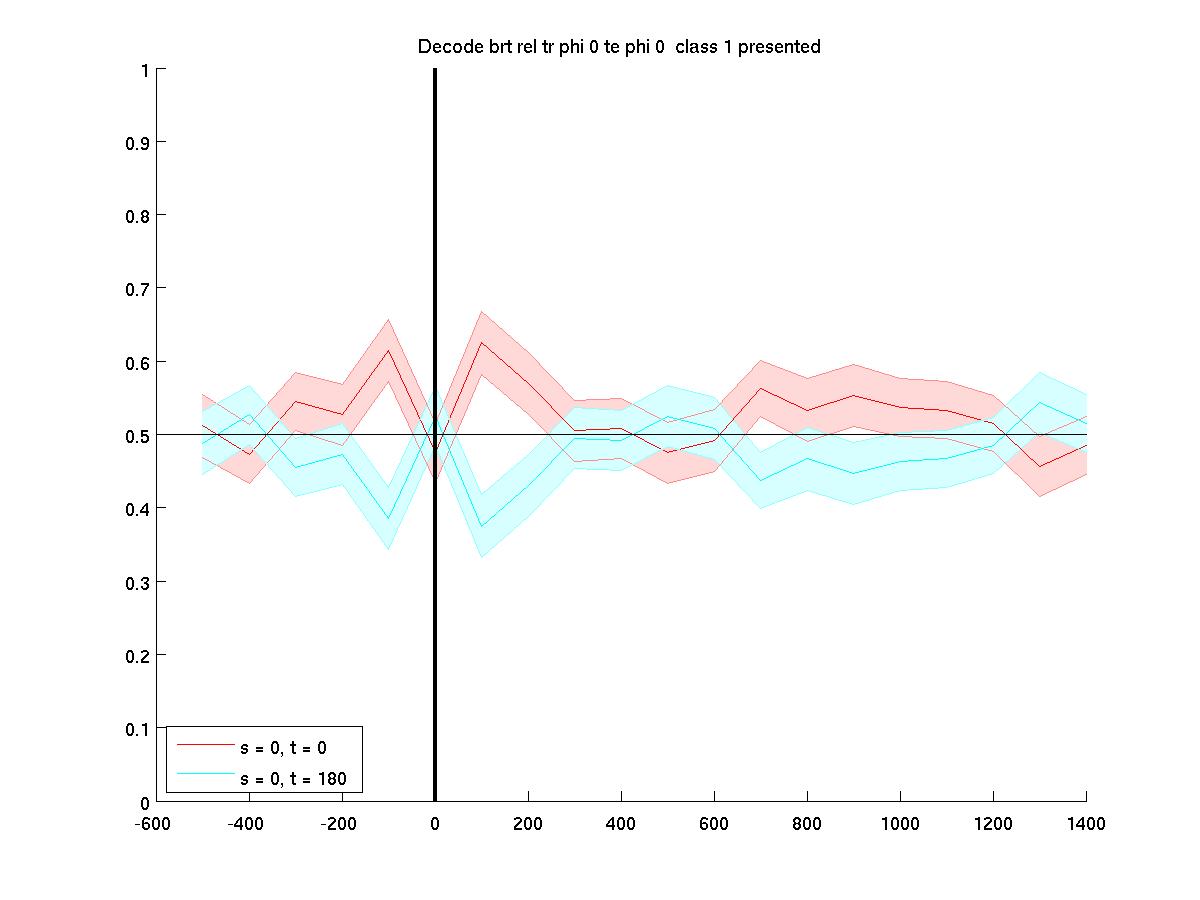 Decode brt rel tr phi 0 te phi 0 class 1 presented
1
0.9
0.8
0.7
0.6
0.5
0.4
0.3
0.2
0.1
0
s = 0, t = 0
s = 0, t = 180
-600 -400 -200 0 200 400 600 800 1000 1200 1400